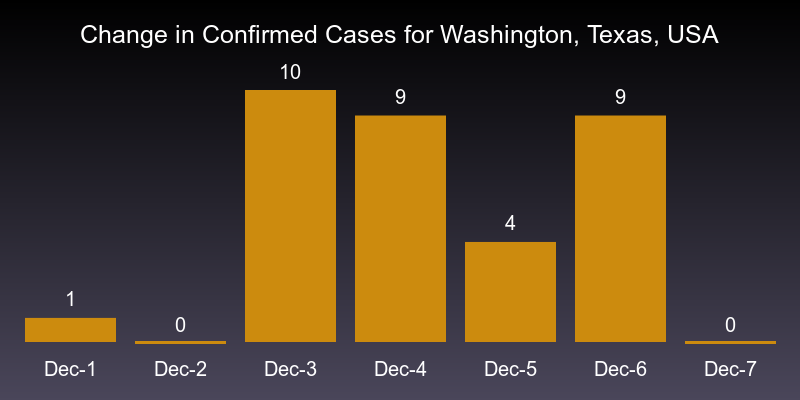 Change in Confirmed Cases for Washington, Texas, USA
1
0
10
9
4
9
0
Dec-1
Dec-2
Dec-3
Dec-4
Dec-5
Dec-6
Dec-7